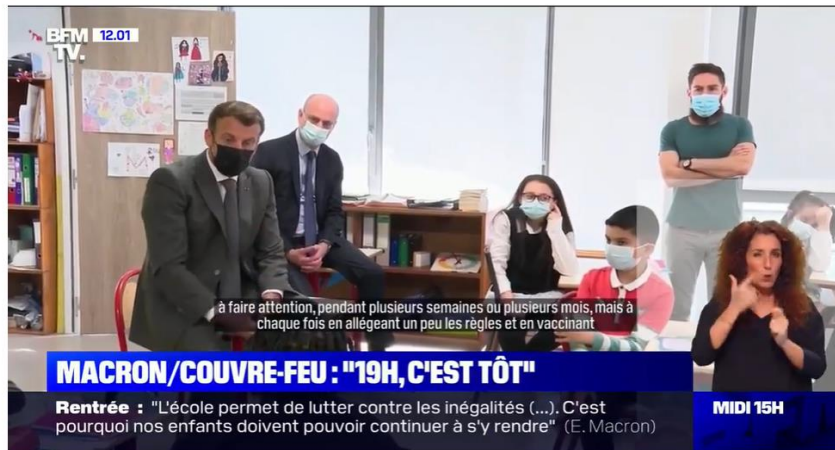 BFM
TV.
12.01
à faire attention, pendant plusieurs semaines ou plusieurs mois, mais à
chaque fois en allégeant un peu les règles et en vaccinant
MACRON/COUVRE-FEU : "19H, C'EST TÔT"
Rentrée : "L'école permet de lutter contre les inégalités (...). C'est
pourquoi nos enfants doivent pouvoir continuer à s'y rendre" (E. Macron)
MIDI 15H